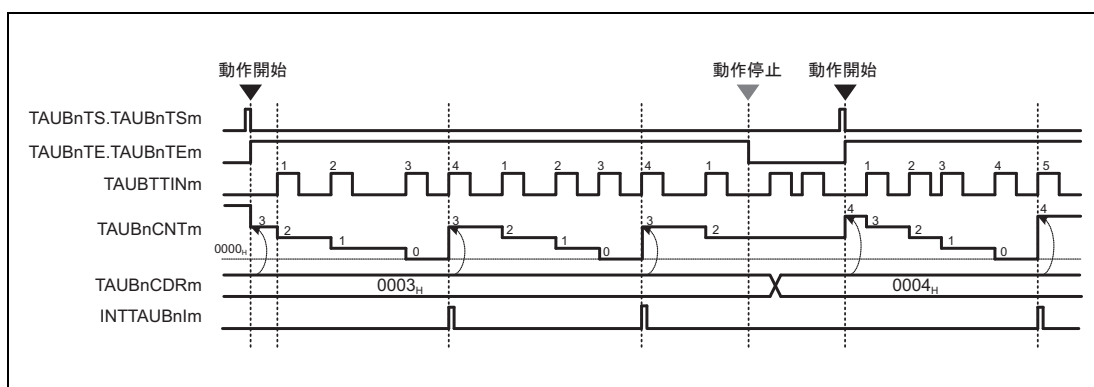 動作開始 動作停止 動作開始
TAUBnTS.TAUBnTSm
TAUBnTE.TAUBnTEm
TAUBTTINm 1 2 3 4 1 2 3 4 1 1 2 3 4 5
TAUBnCNTm 3 2 1 0 3 2 1 0 3 2 4 3 2 1 0 4
0000H
TAUBnCDRm 0003H 0004H
INTTAUBnIm